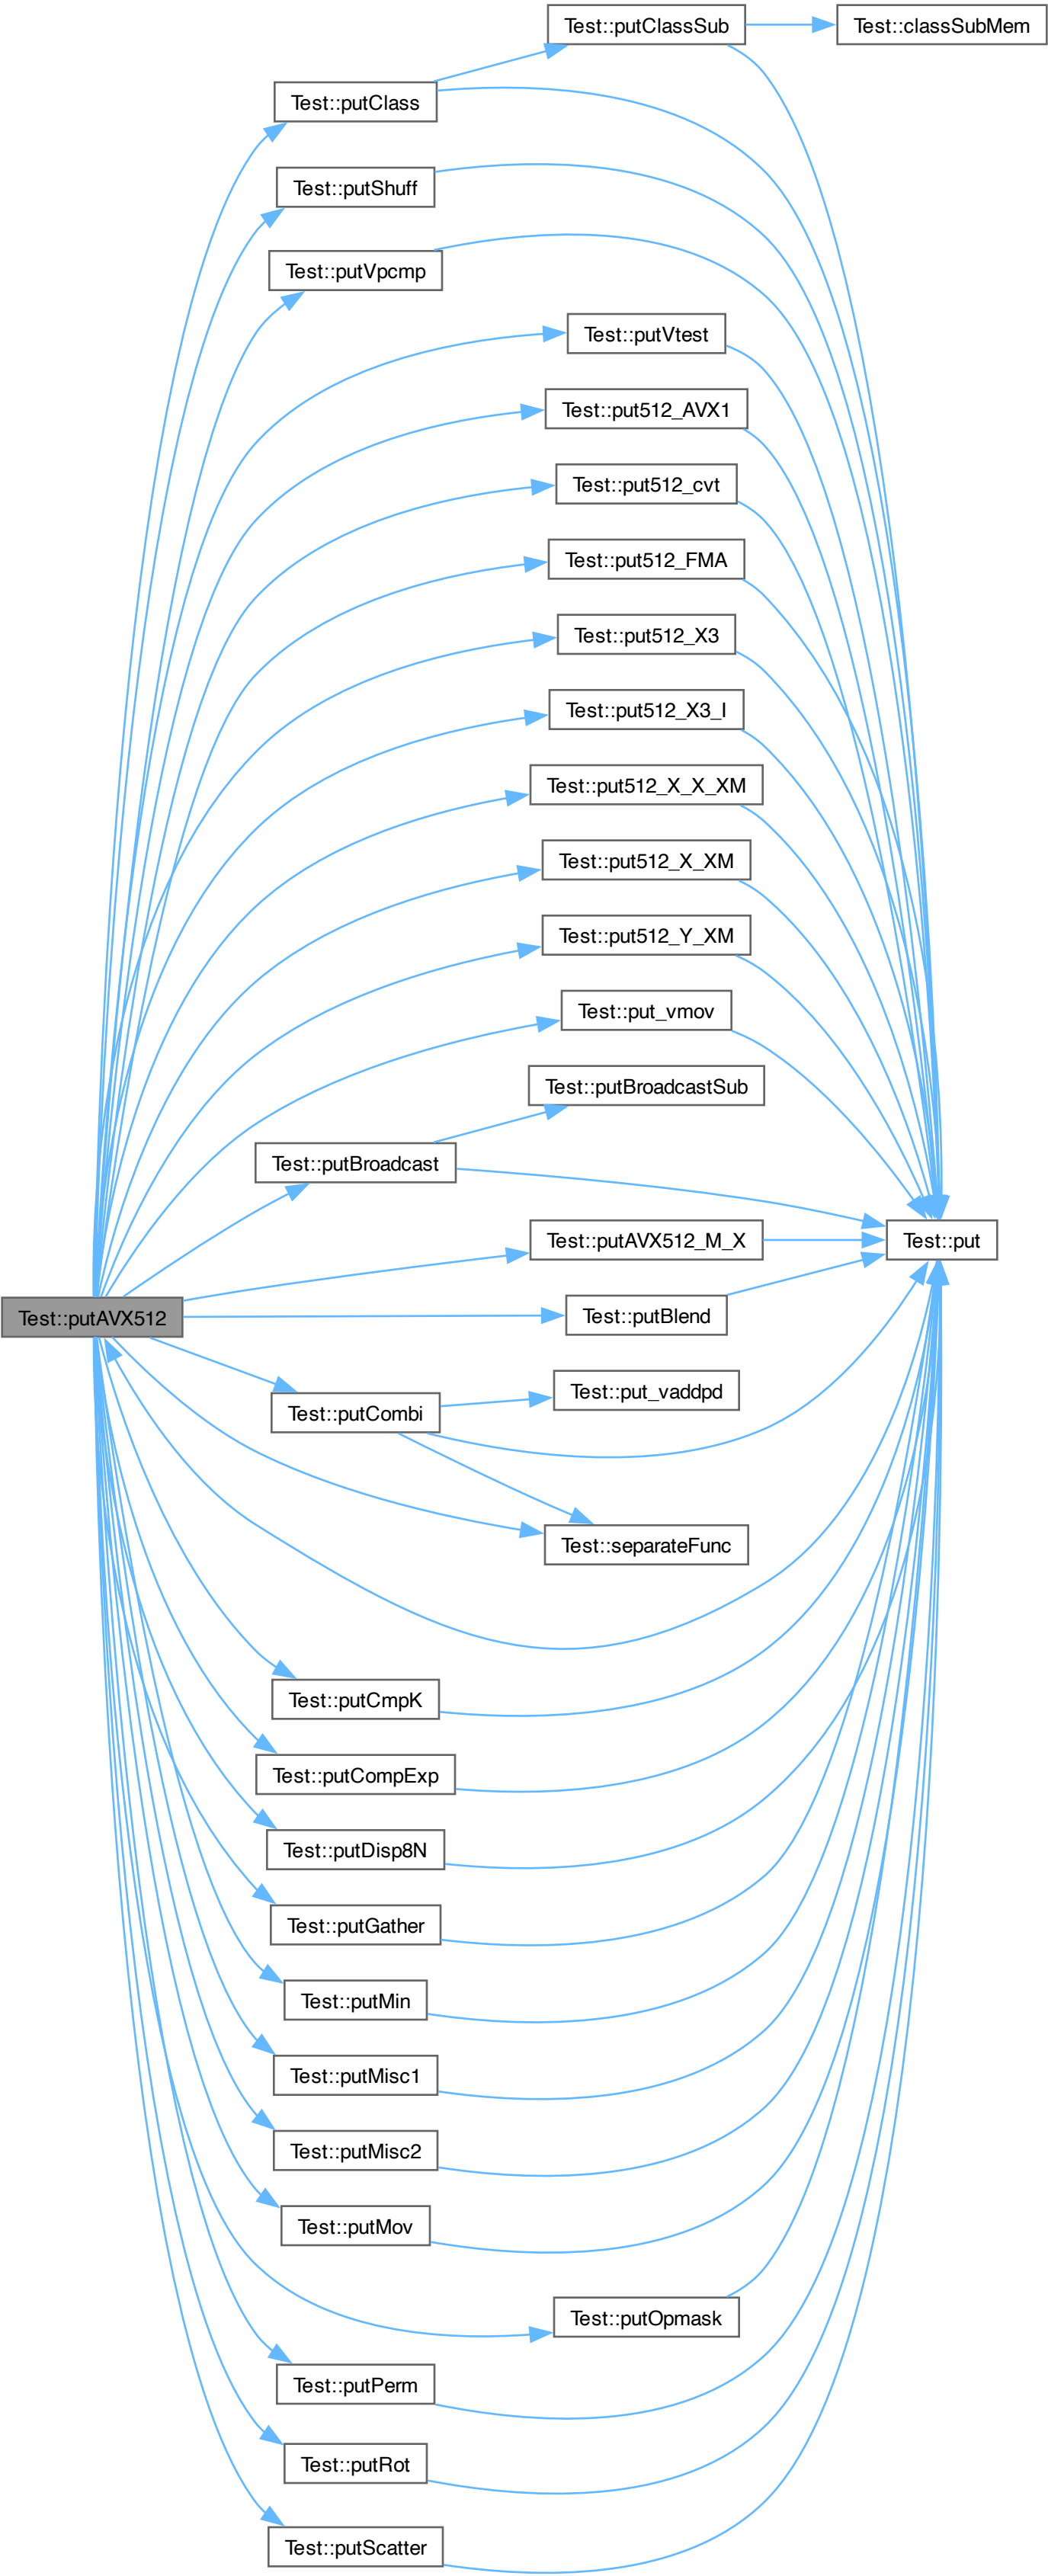 Test::putClassSub
Test::classSubMem
Test::putClass
Test::putShuff
Test::putVpcmp
Test::putVtest
Test::put512_AVX1
Test::put512_cvt
Test::put512_FMA
Test::put512_X3
Test::put512_X3_I
Test::put512_X_X_XM
Test::put512_X_XM
Test::put512_Y_XM
Test::put_vmov
Test::putBroadcastSub
Test::putBroadcast
Test::putAVX512_M_X
Test::put
Test::putAVX512
Test::putBlend
Test::put_vaddpd
Test::putCombi
Test::separateFunc
Test::putCmpK
Test::putCompExp
Test::putDisp8N
Test::putGather
Test::putMin
Test::putMisc1
Test::putMisc2
Test::putMov
Test::putOpmask
Test::putPerm
Test::putRot
Test::putScatter